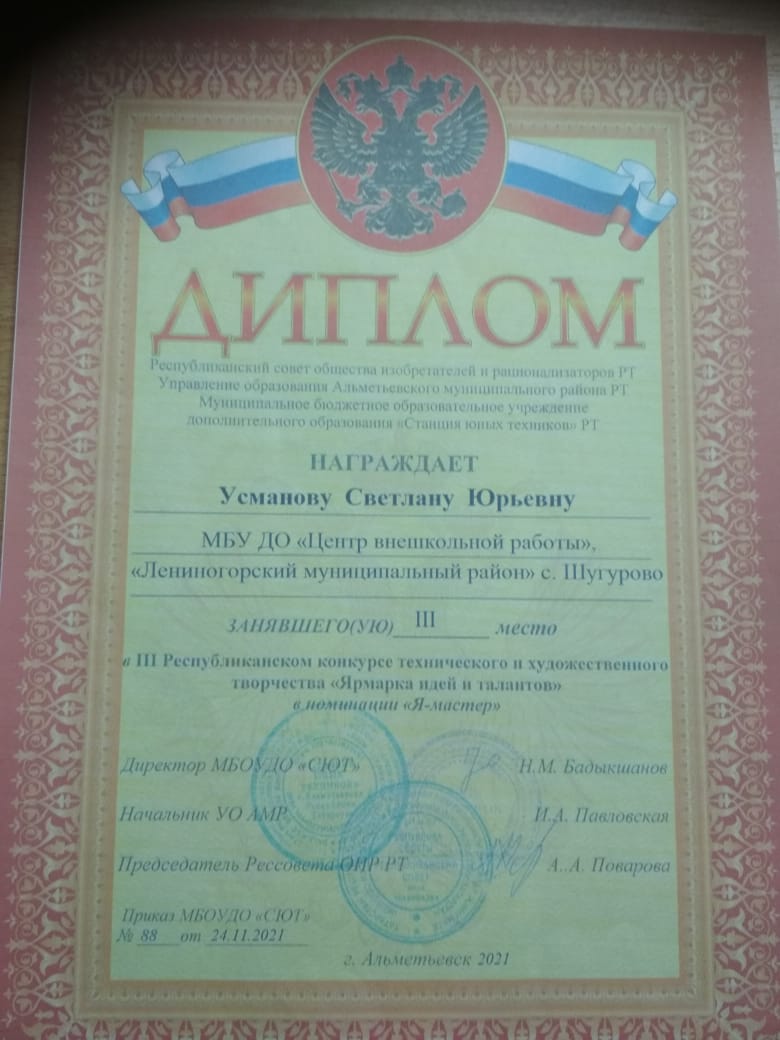 ДИПЛОМ
Республиканский совет общества изобретателей и рационализаторов РТ
Управление образования Альметьевского муниципального района РТ
Муниципальное бюджетное образовательное учреждение
дополнительного образования «Станция юных техников» РТ
НАГРАЖДАЕТ
Усманову Светлану Юрьевну
МБУ ДО «Центр внешкольной работы»,
«Лениногорский муниципальный район» с. Шугурово
ЗАНЯВШЕГО(УЮ) III место
в III Республиканском конкурсе технического и художественного
творчества «Ярмарка идей и талантов»
в номинации «Я-мастер»
Директор МБОУДО «СЮТ» Н.М. Бадыкшанов
Начальник УО АМР И.А. Павловская
Председатель Рессовета ОИР РТ А..А. Поварова
Приказ МБОУДО «СЮТ»
№ 88 от 24.11.2021
г. Альметьевск 2021